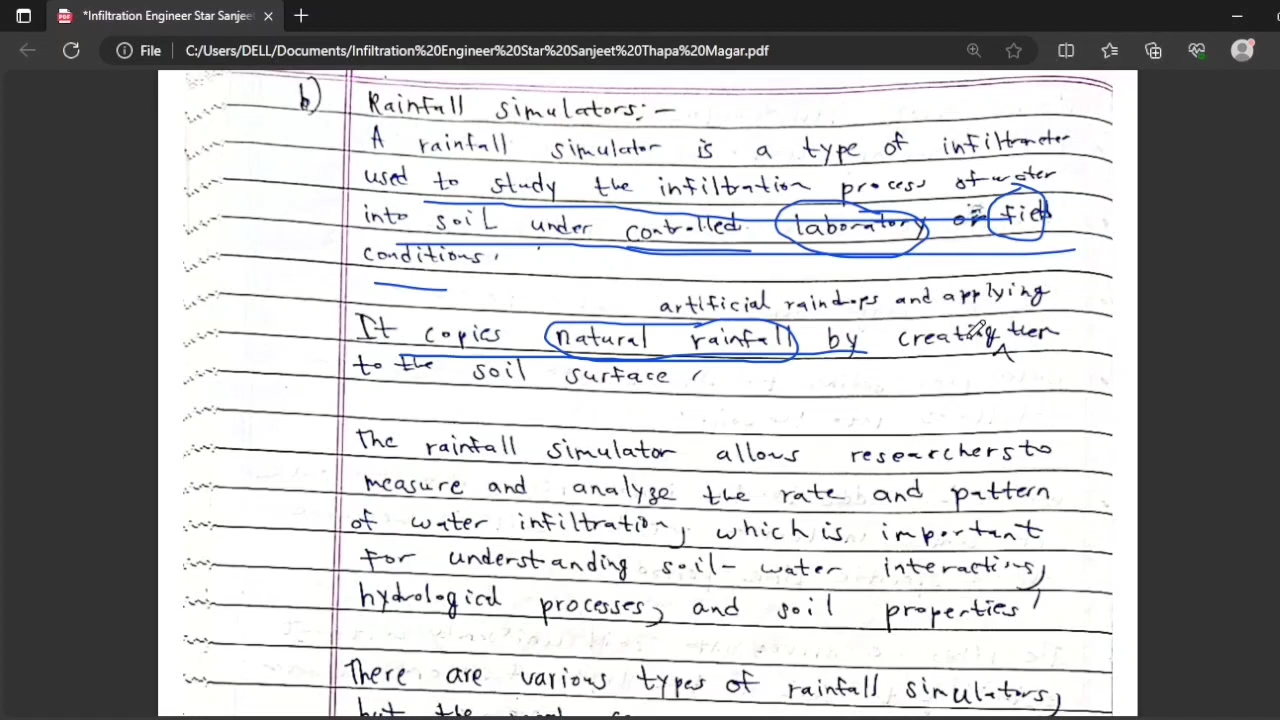 *Infiltration Engineer Star Sanjee
File
C:/Users/DELL/Documents/Infiltration%20Engineer%20Star%20Sanjeet%20Thapa%20Magar.pdf
b) Rainfall simulators:-
A rainfall simulator is a type of infiltrometer
used to study the infiltration process of water
into soil under controlled laboratory or field
conditions.
artificial raindops and applying
It copies natural rainfall by creating them
to the soil surface.
The rainfall simulator allows researchers to
measure and analyze the rate and pattern
of water infiltration, which is important
for understanding soil-water interactions,
hydrological processes, and soil properties
There are various types of rainfall simulators,
but the